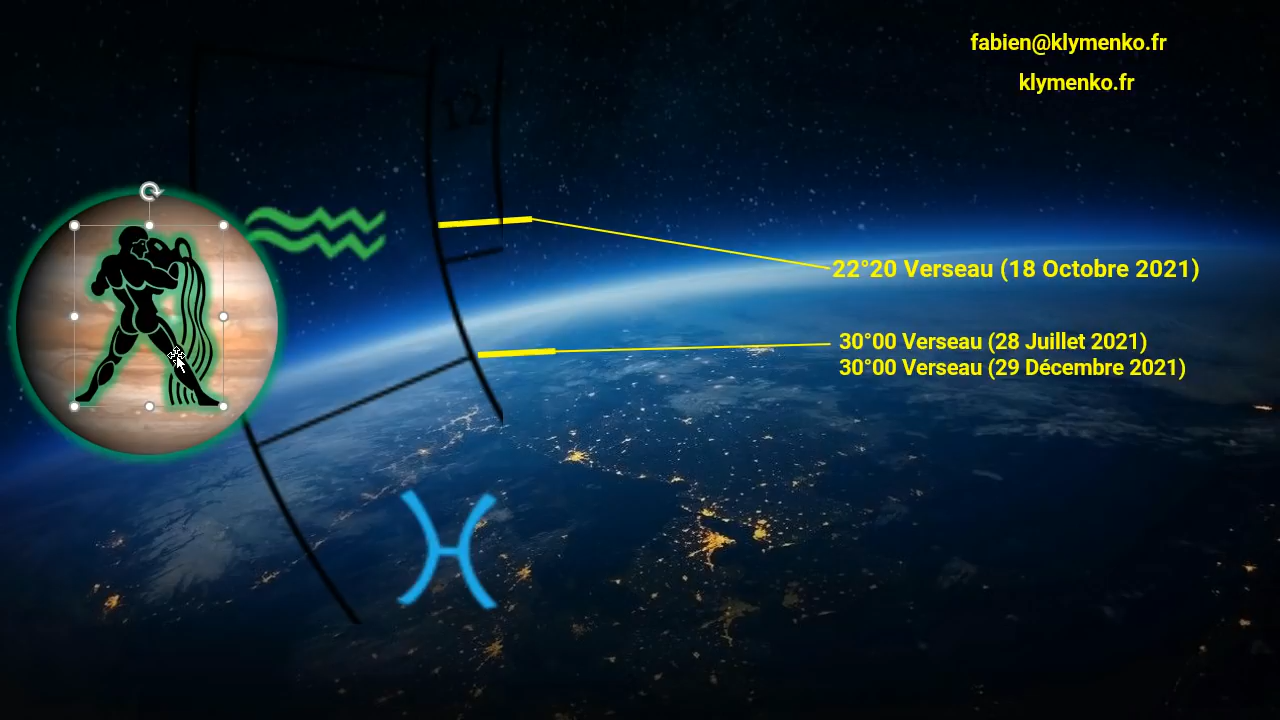 fabien@klymenko.fr
klymenko.fr
12
22°20 Verseau (18 Octobre 2021)
30°00 Verseau (28 Juillet 2021)
30°00 Verseau (29 Décembre 2021)